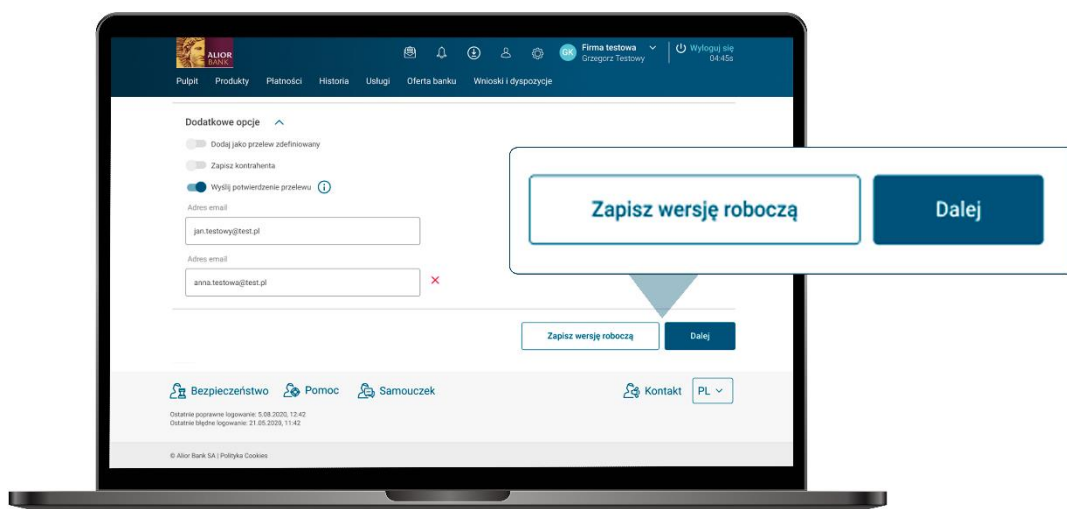 ALIOR
BANK
GK
Firma testowa
Grzegorz Testowy
Wyloguj się
04:45s
Pulpit Produkty Płatności Historia Usługi Oferta banku Wnioski i dyspozycje
Dodatkowe opcje
Dodaj jako przelew zdefiniowany
Zapisz kontrahenta
Wyślij potwierdzenie przelewu
Adres email
jan.testowy@test.pl
Adres email
anna.testowa@test.pl
Zapisz wersję roboczą Dalej
Zapisz wersję roboczą Dalej
Bezpieczeństwo Pomoc Samouczek Kontakt PL
Ostatnie poprawne logowanie: 5.08.2020, 12:42
Ostatnie błędne logowanie: 21.05.2020, 11:42
© Alior Bank SA | Polityka Cookies